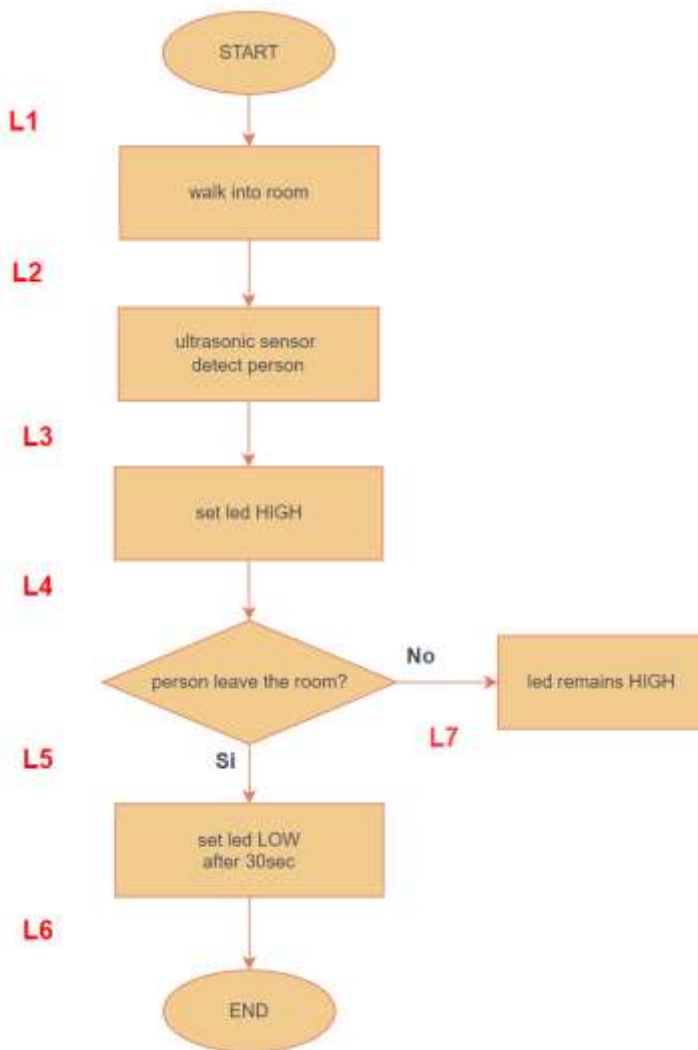 START
L1
walk into room
L2
ultrasonic sensor
detect person
L3
set led HIGH
L4
person leave the room?
No
led remains HIGH
L7
L5
Si
set led LOW
after 30sec
L6
END